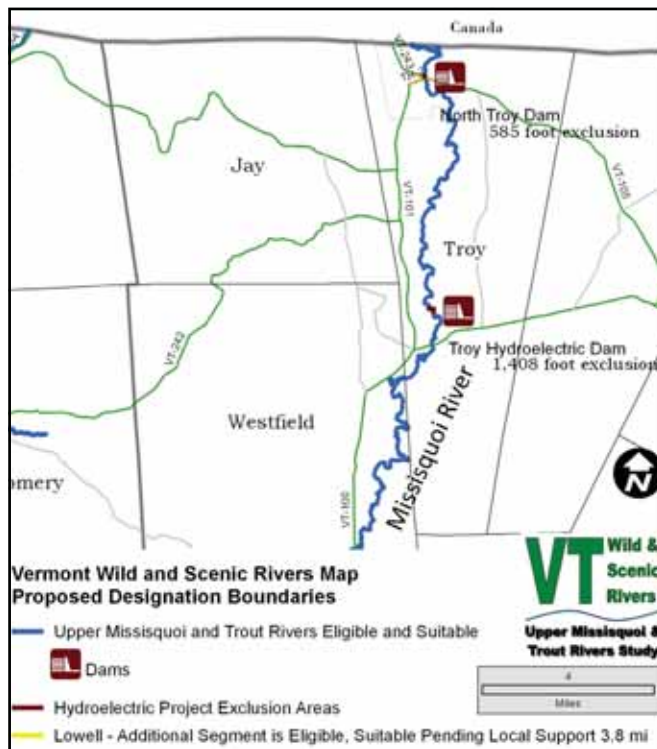 Canada
VT-243
North Troy Dam
585 foot exclusion
Jay
VT-101
VT-105
Troy
VT-242
Troy Hydroelectric Dam
1,408 foot exclusion
Westfield
Missisquoi River
omery
VT-100
N
Vermont Wild and Scenic Rivers Map
Proposed Designation Boundaries
Upper Missisquoi and Trout Rivers Eligible and Suitable
Dams
Hydroelectric Project Exclusion Areas
Lowell - Additional Segment is Eligible, Suitable Pending Local Support 3.8 mi
VT Wild &
Scenic
Rivers
Upper Missisquoi &
Trout Rivers Study
4
Miles